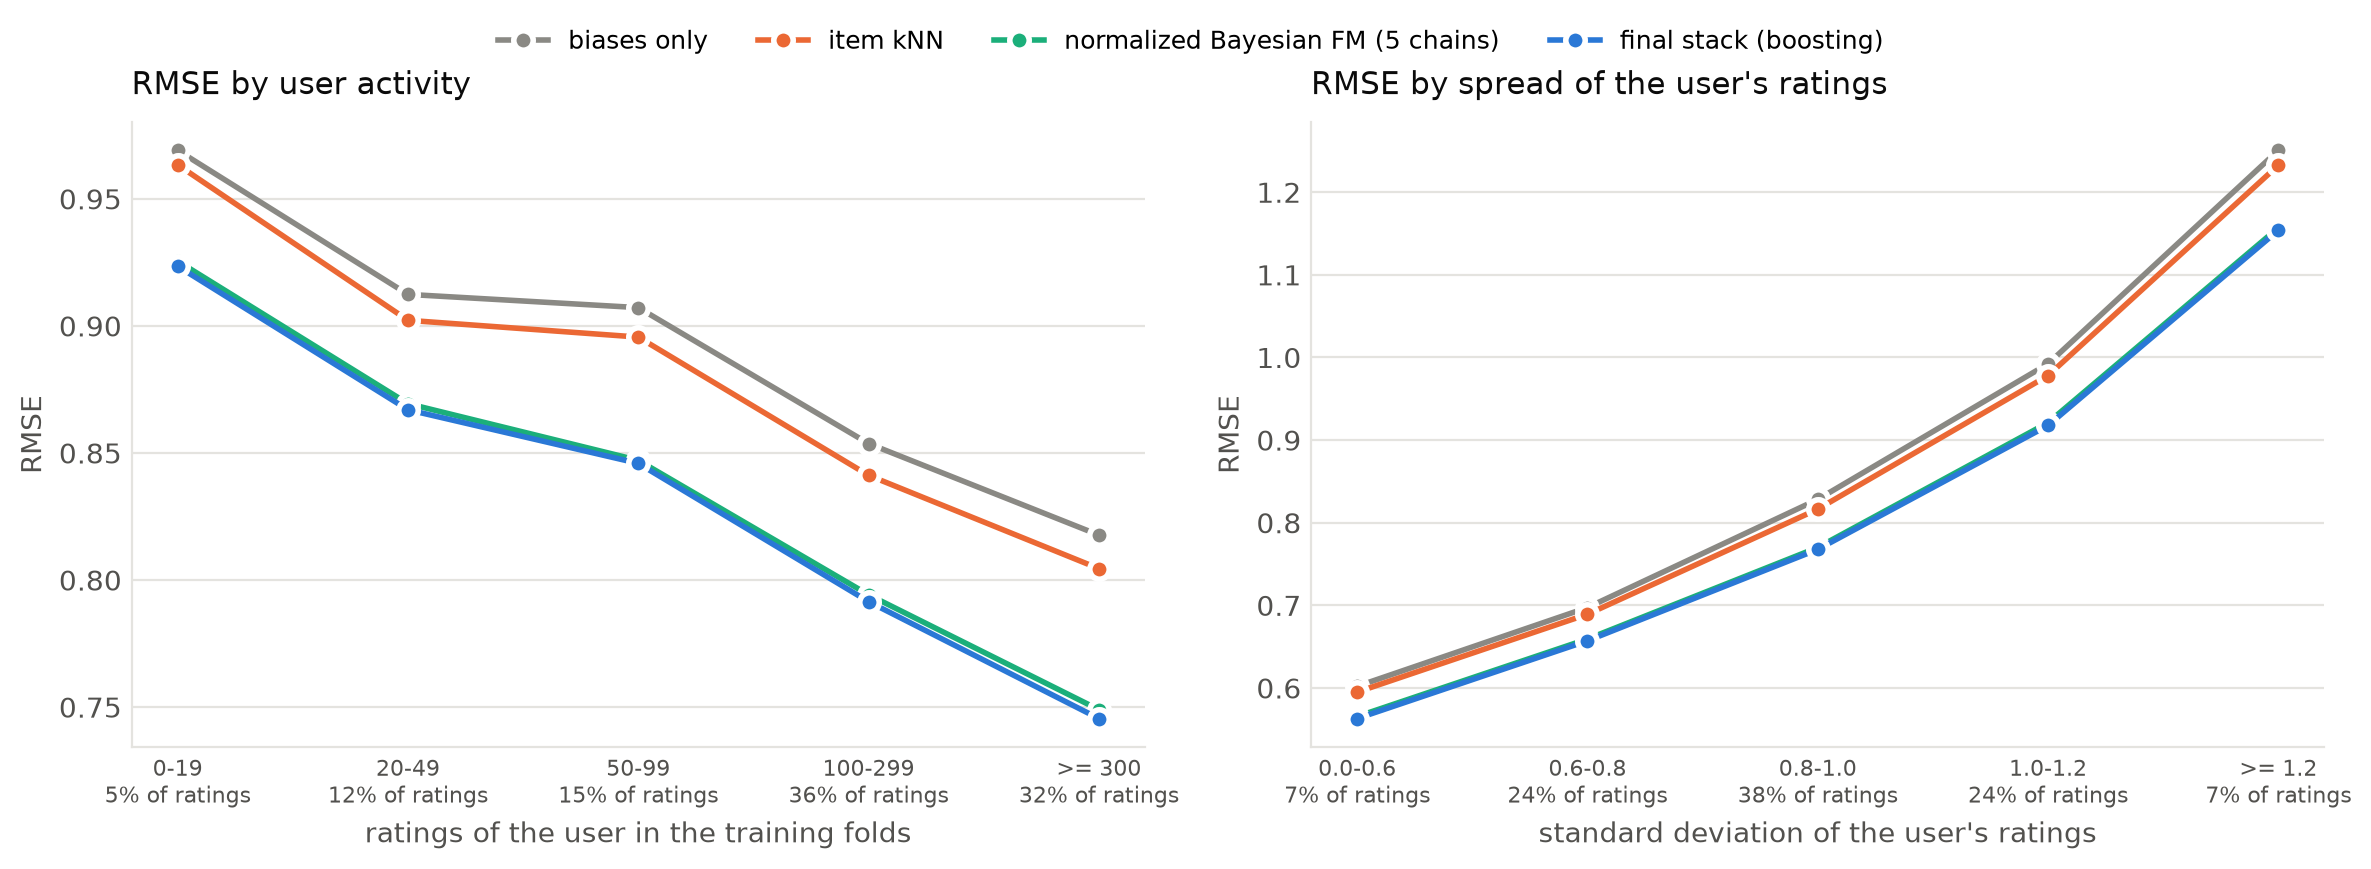 biases only
item kNN
normalized Bayesian FM (5 chains)
final stack (boosting)
RMSE by user activity
RMSE
0.95
0.90
0.85
0.80
0.75
0-19
5% of ratings
20-49
12% of ratings
50-99
15% of ratings
100-299
36% of ratings
>= 300
32% of ratings
ratings of the user in the training folds
RMSE by spread of the user's ratings
RMSE
1.2
1.1
1.0
0.9
0.8
0.7
0.6
0.0-0.6
7% of ratings
0.6-0.8
24% of ratings
0.8-1.0
38% of ratings
1.0-1.2
24% of ratings
>= 1.2
7% of ratings
standard deviation of the user's ratings